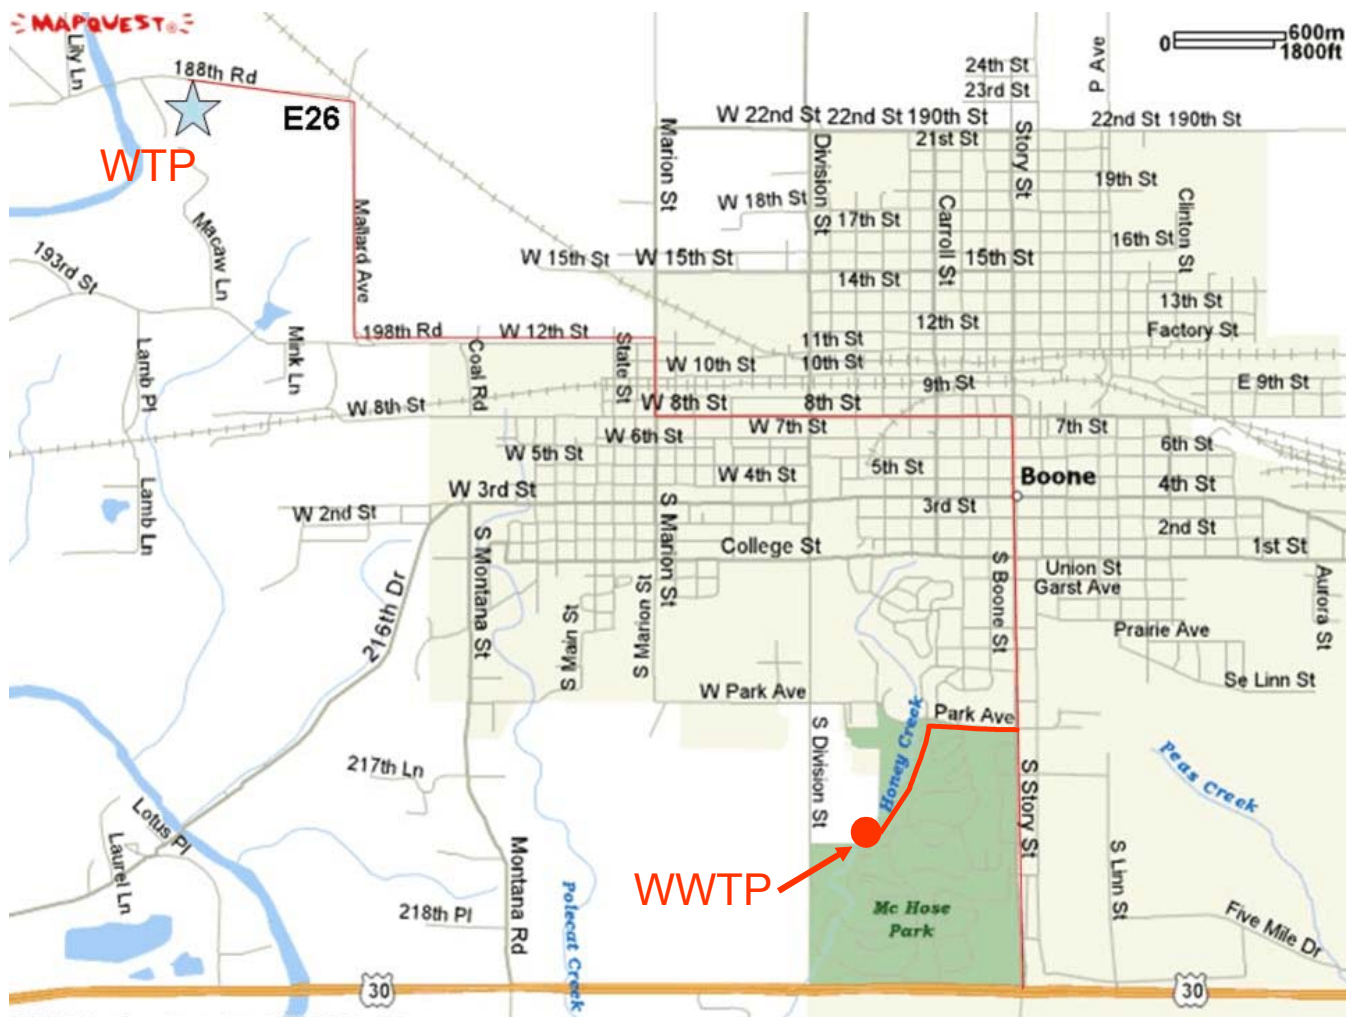 MAPQUEST
0
600m
1800ft
Lily Ln
188th Rd
E26
WTP
24th St
23rd St
P Ave
W 22nd St
22nd St
190th St
22nd St
190th St
21st St
Marion St
Division St
Story St
19th St
W 18th St
17th St
Carroll St
Clinton St
16th St
Macaw Ln
Mallard Ave
193rd St
W 15th St
W 15th St
15th St
14th St
13th St
12th St
Factory St
198th Rd
W 12th St
11th St
Mink Ln
Lamb Pl
Coal Rd
State St
W 10th St
10th St
9th St
E 9th St
W 8th St
W 8th St
8th St
W 7th St
7th St
W 6th St
6th St
W 5th St
5th St
W 4th St
Boone
4th St
W 3rd St
3rd St
Lamb Ln
W 2nd St
2nd St
S Marion St
College St
1st St
S Montana St
S Boone St
Union St
Garst Ave
Aurora St
216th Dr
S Main St
S Marion St
Prairie Ave
Se Linn St
W Park Ave
Park Ave
Honey Creek
S Division St
S Story St
Peas Creek
217th Ln
Lotus Pl
Laurel Ln
Montana Rd
WWTP
S Linn St
Polecat Creek
218th Pl
Mc Hose
Park
Five Mile Dr
30
30